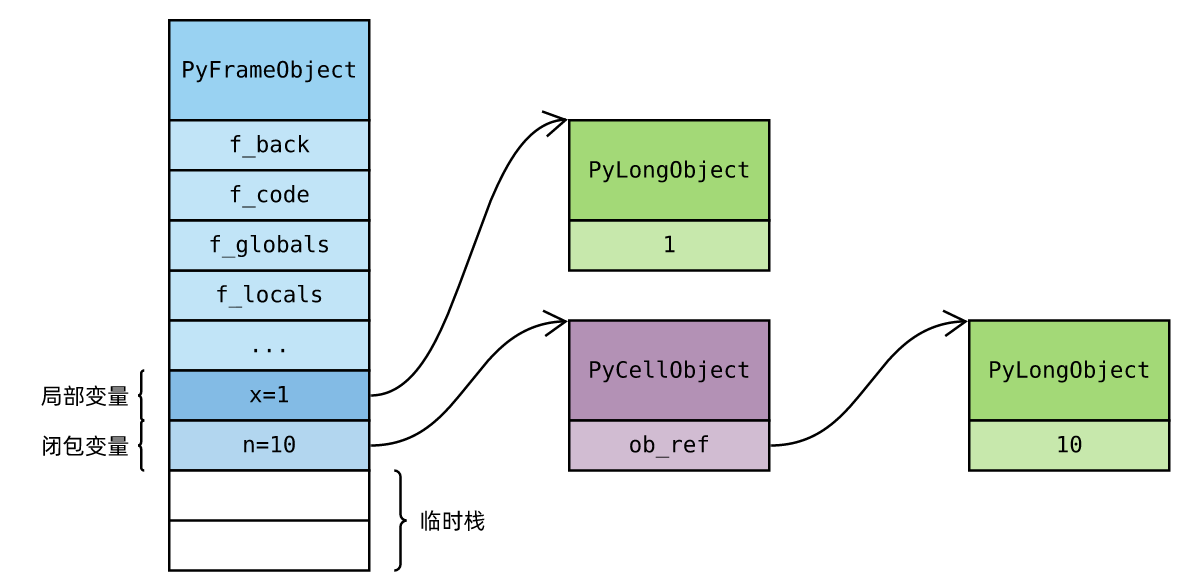 PyFrameObject
f_back
f_code
f_globals
f_locals
...
局部变量
x=1
闭包变量
n=10
临时栈
PyLongObject
1
PyCellObject
ob_ref
PyLongObject
10